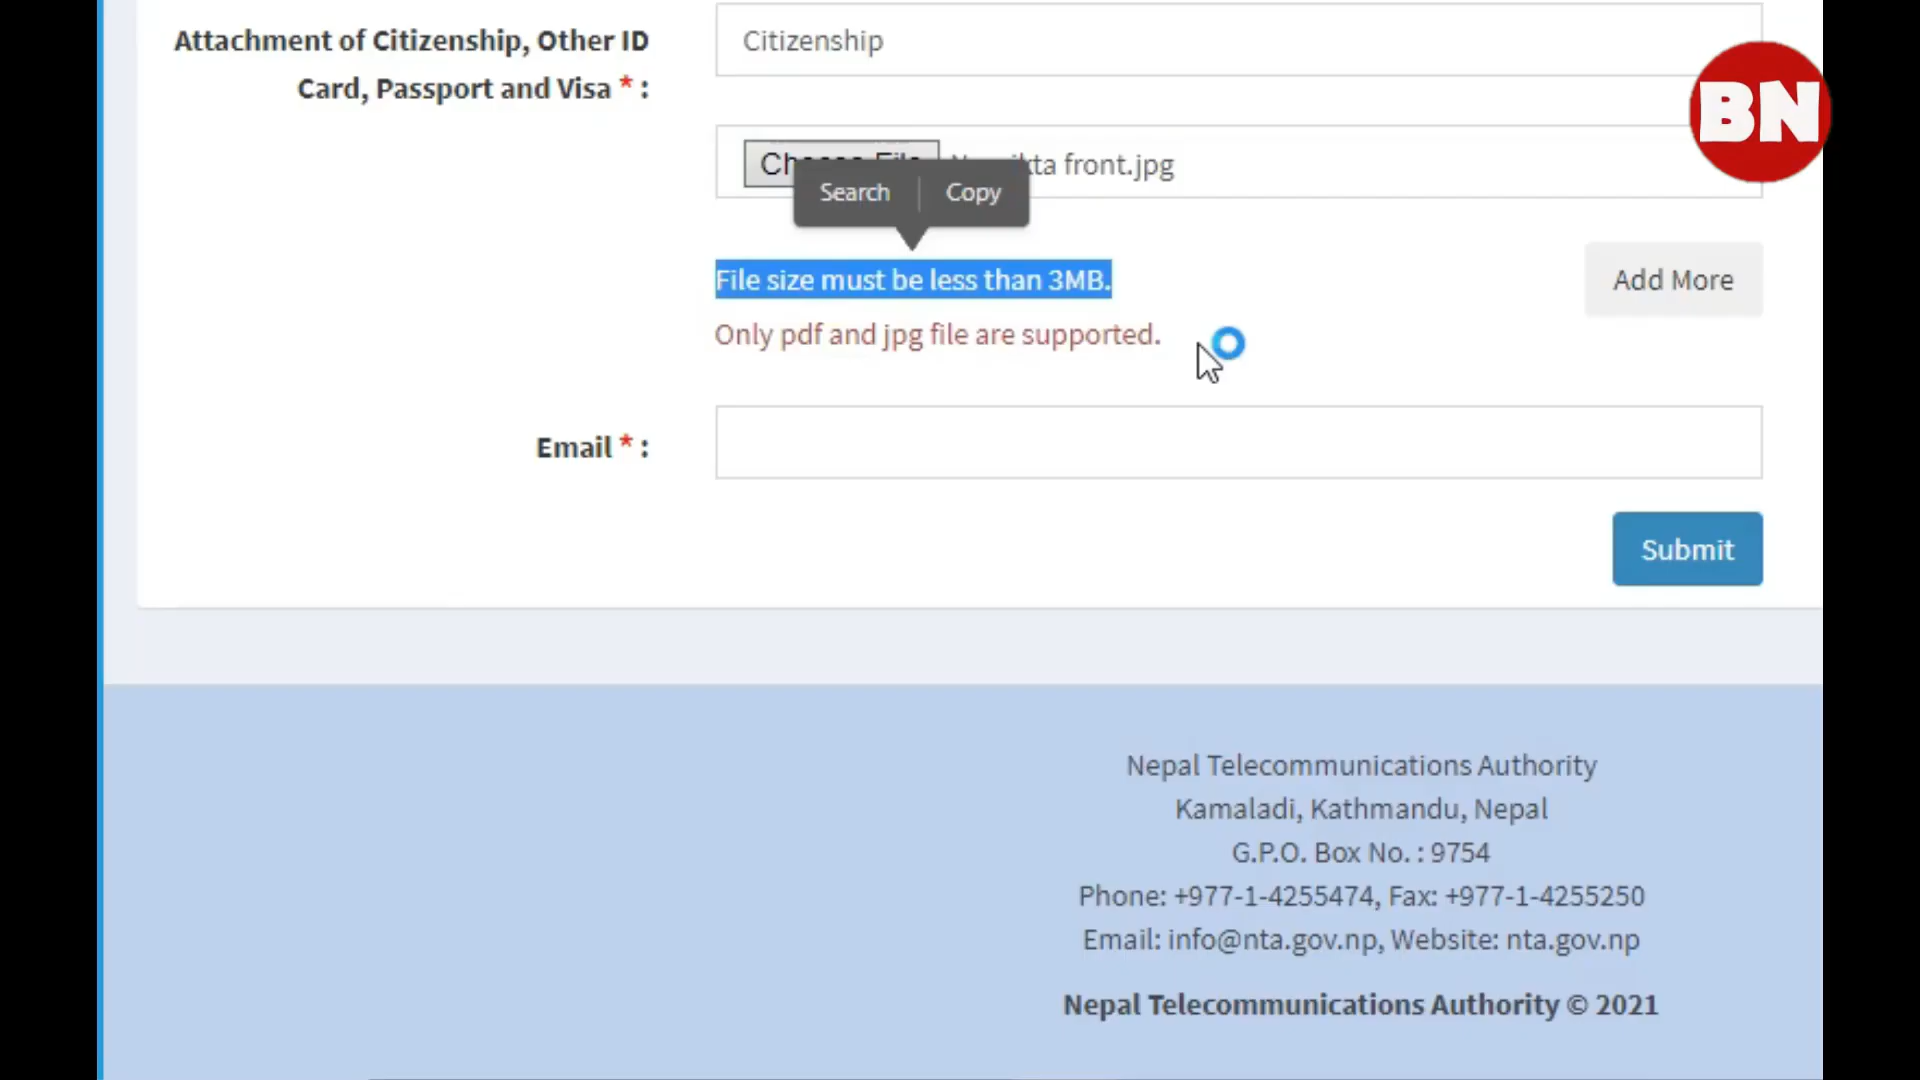 Attachment of Citizenship, Other ID
Card, Passport and Visa * :
Citizenship
BN
front.jpg
Search
Copy
File size must be less than 3MB.
Add More
Only pdf and jpg file are supported.
Email * :
Submit
Nepal Telecommunications Authority
Kamaladi, Kathmandu, Nepal
G.P.O. Box No. : 9754
Phone: +977-1-4255474, Fax: +977-1-4255250
Email: info@nta.gov.np, Website: nta.gov.np
Nepal Telecommunications Authority © 2021